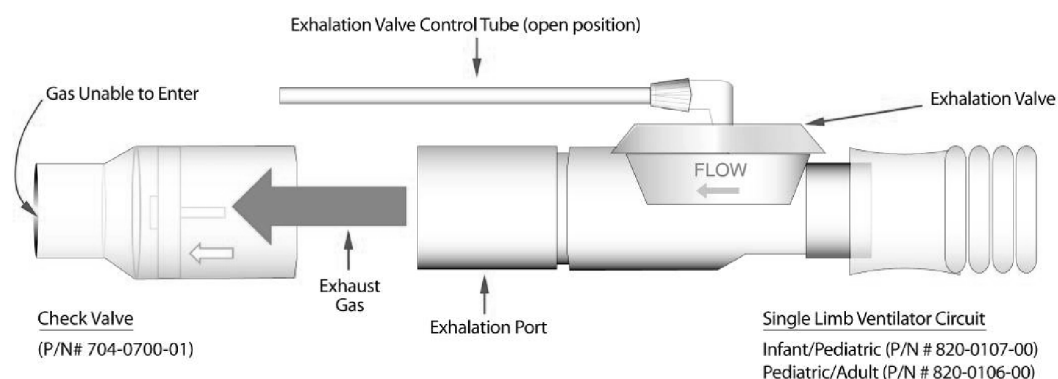 Exhalation Valve Control Tube (open position)
Gas Unable to Enter
Exhalation Valve
FLOW
Exhaust
Gas
Exhalation Port
Check Valve
(P/N# 704-0700-01)
Single Limb Ventilator Circuit
Infant/Pediatric (P/N # 820-0107-00)
Pediatric/Adult (P/N # 820-0106-00)